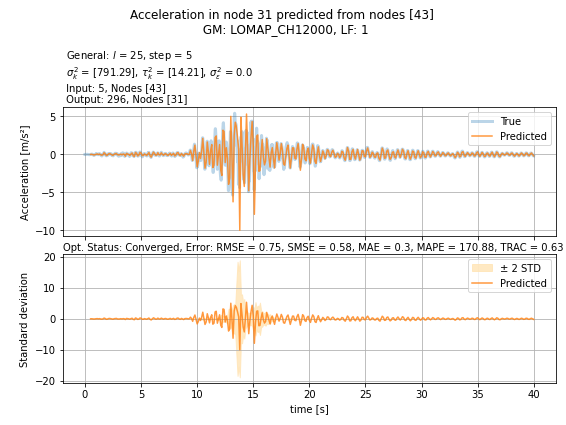 Acceleration in node 31 predicted from nodes [43]
GM: LOMAP_CH12000, LF: 1
General: l = 25, step = 5
σ²ₖ = [791.29], τ²ₖ = [14.21], σ²ε = 0.0
Input: 5, Nodes [43]
Output: 296, Nodes [31]
Acceleration [m/s²]
5
0
−5
−10
True
Predicted
Opt. Status: Converged, Error: RMSE = 0.75, SMSE = 0.58, MAE = 0.3, MAPE = 170.88, TRAC = 0.63
Standard deviation
20
10
0
−10
−20
± 2 STD
Predicted
0 5 10 15 20 25 30 35 40
time [s]